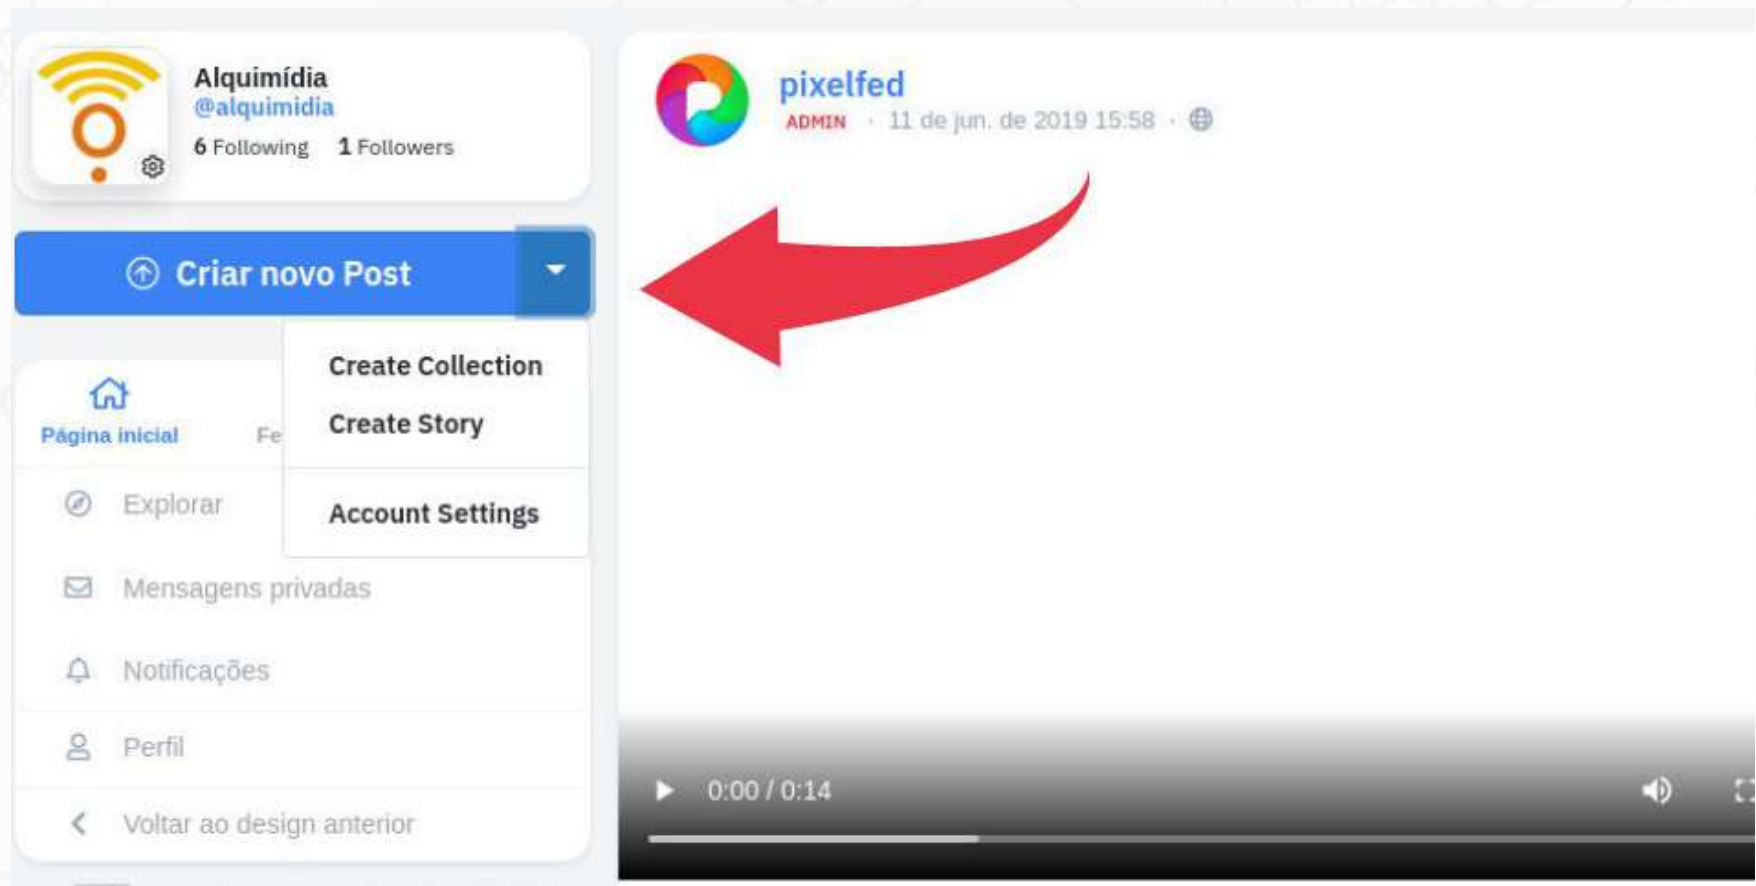 Alquimídia
@alquimidia
6 Following 1 Followers
Criar novo Post
Create Collection
Create Story
Account Settings
Página inicial Fe
Explorar
Mensagens privadas
Notificações
Perfil
Voltar ao design anterior
pixelfed
ADMIN · 11 de jun. de 2019 15:58 ·
0:00 / 0:14